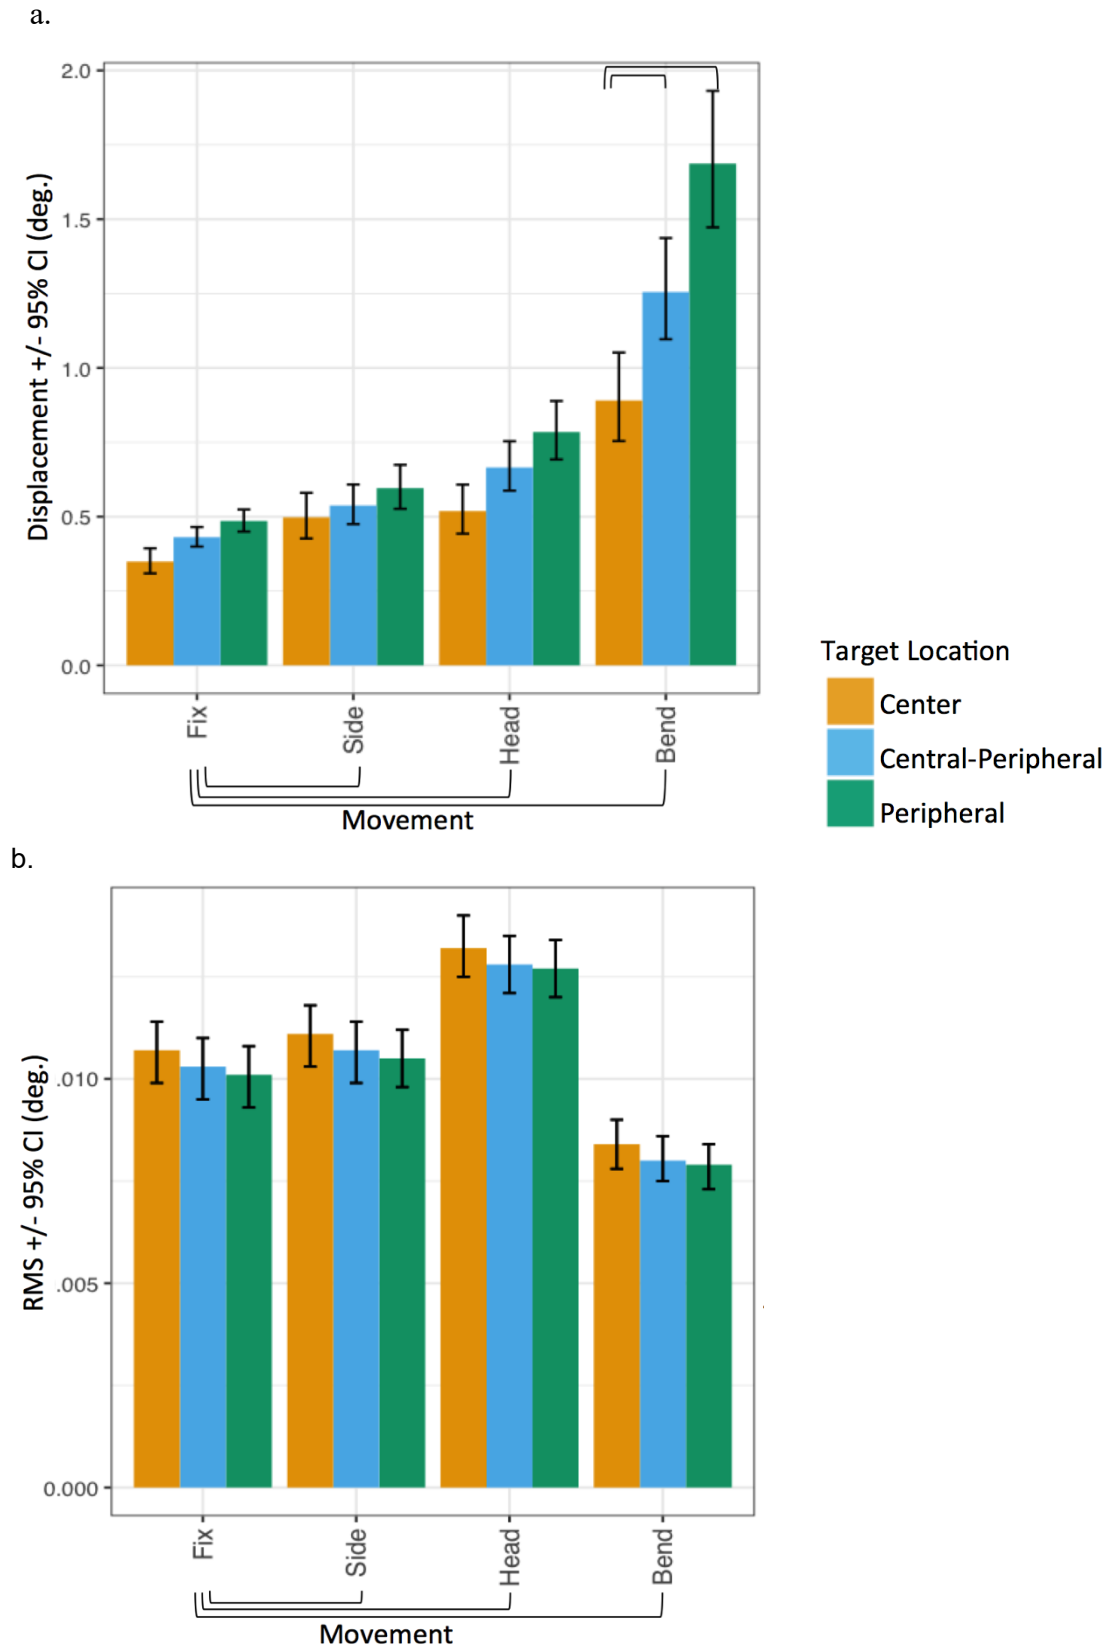 a.
Displacement +/- 95% CI (deg.)
2.0
1.5
1.0
0.5
0.0
Fix
Side
Head
Bend
Movement
Target Location
Center
Central-Peripheral
Peripheral
b.
RMS +/- 95% CI (deg.)
.010
.005
0.000
Fix
Side
Head
Bend
Movement